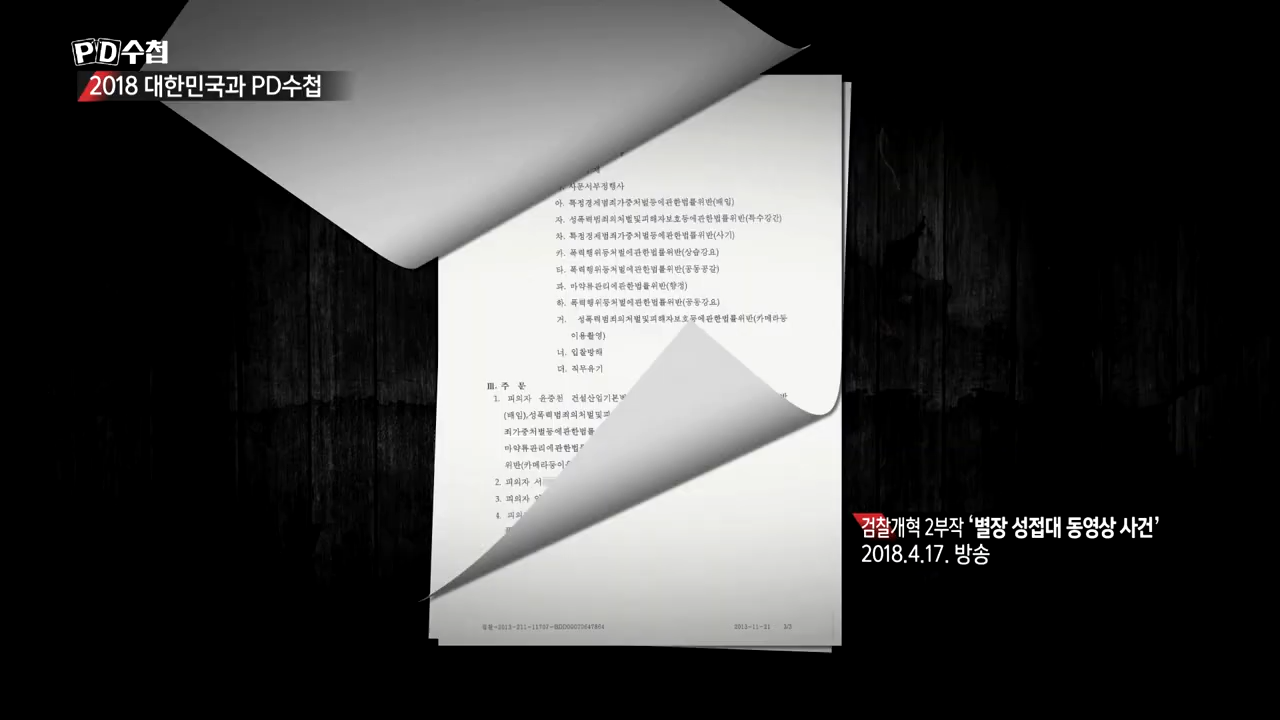 PD수첩
2018 대한민국과 PD수첩
사문서부정행사
아. 특정경제범죄가중처벌등에관한법률위반(배임)
자. 성폭력범죄의처벌및피해자보호등에관한법률위반(특수강간)
차. 특정경제범죄가중처벌등에관한법률위반(사기)
카. 폭력행위등처벌에관한법률위반(상습강요)
타. 폭력행위등처벌에관한법률위반(공동공갈)
파. 마약류관리에관한법률위반(향정)
하. 폭력행위등처벌에관한법률위반(공동강요)
거. 성폭력범죄의처벌및피해자보호등에관한법률위반(카메라등
이용촬영)
너. 입찰방해
더. 직무유기
Ⅲ. 주 문
1. 피의자 윤중천 건설산업기본법
(배임),성폭력범죄의처벌및피
죄가중처벌등에관한법률
마약류관리에관한법률
위반(카메라등이용
2. 피의자 서
3. 피의자
4. 피의
검찰개혁 2부작 ‘별장 성접대 동영상 사건’
2018.4.17. 방송
2013-11-11 3/3